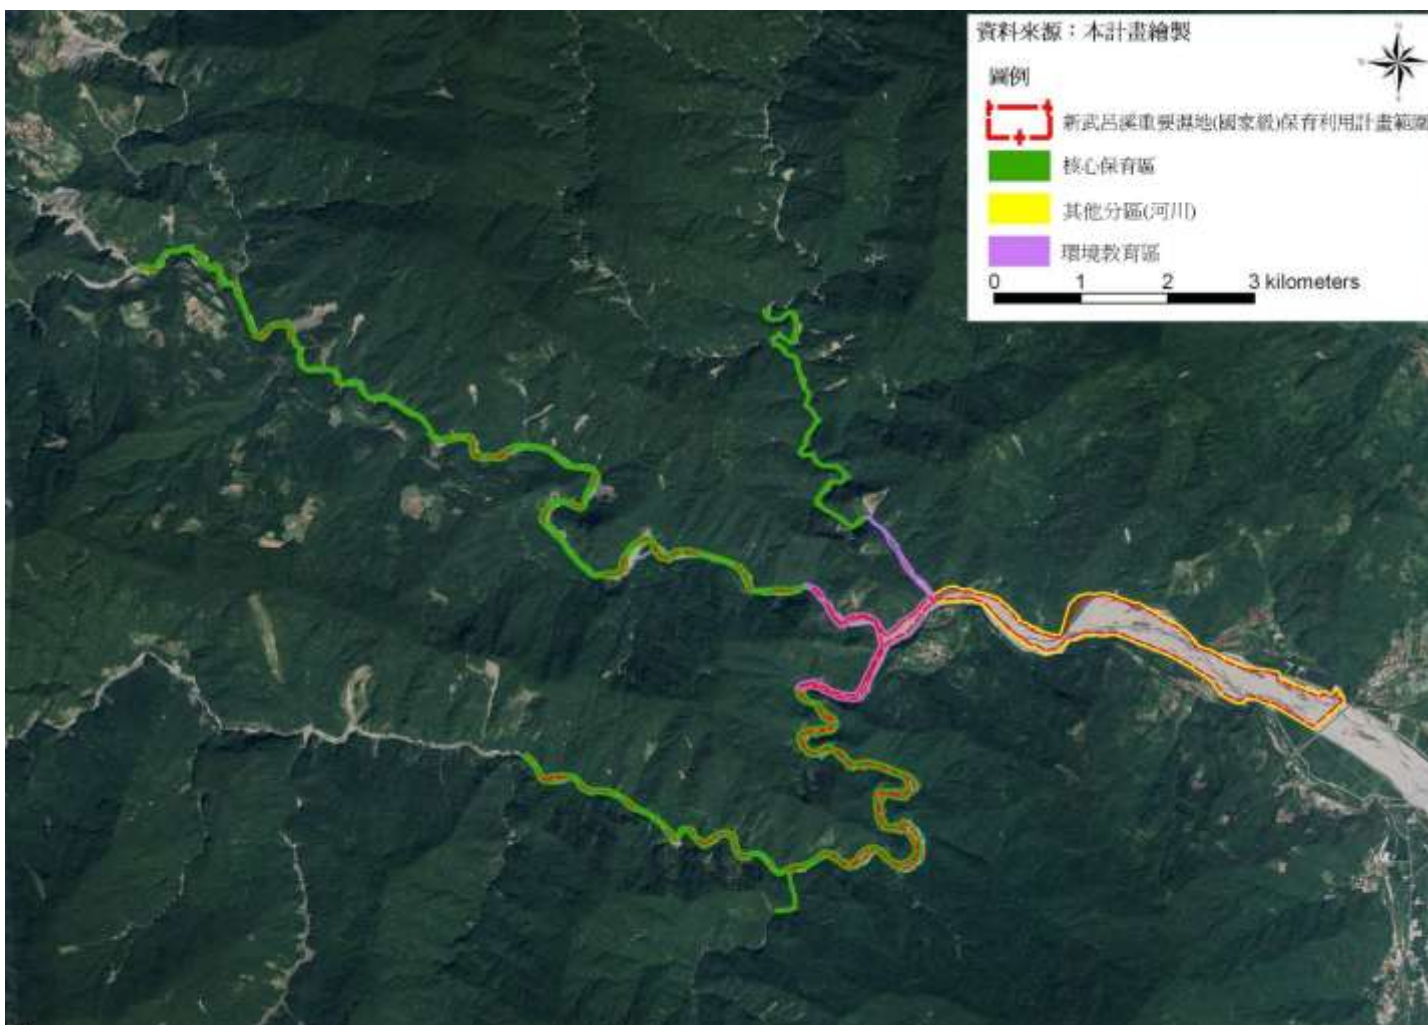 資料來源：本計畫繪製
圖例
新武呂溪重要濕地(國家級)保育利用計畫範圍
核心保育區
其他分區(河川)
環境教育區
0 1 2 3 kilometers